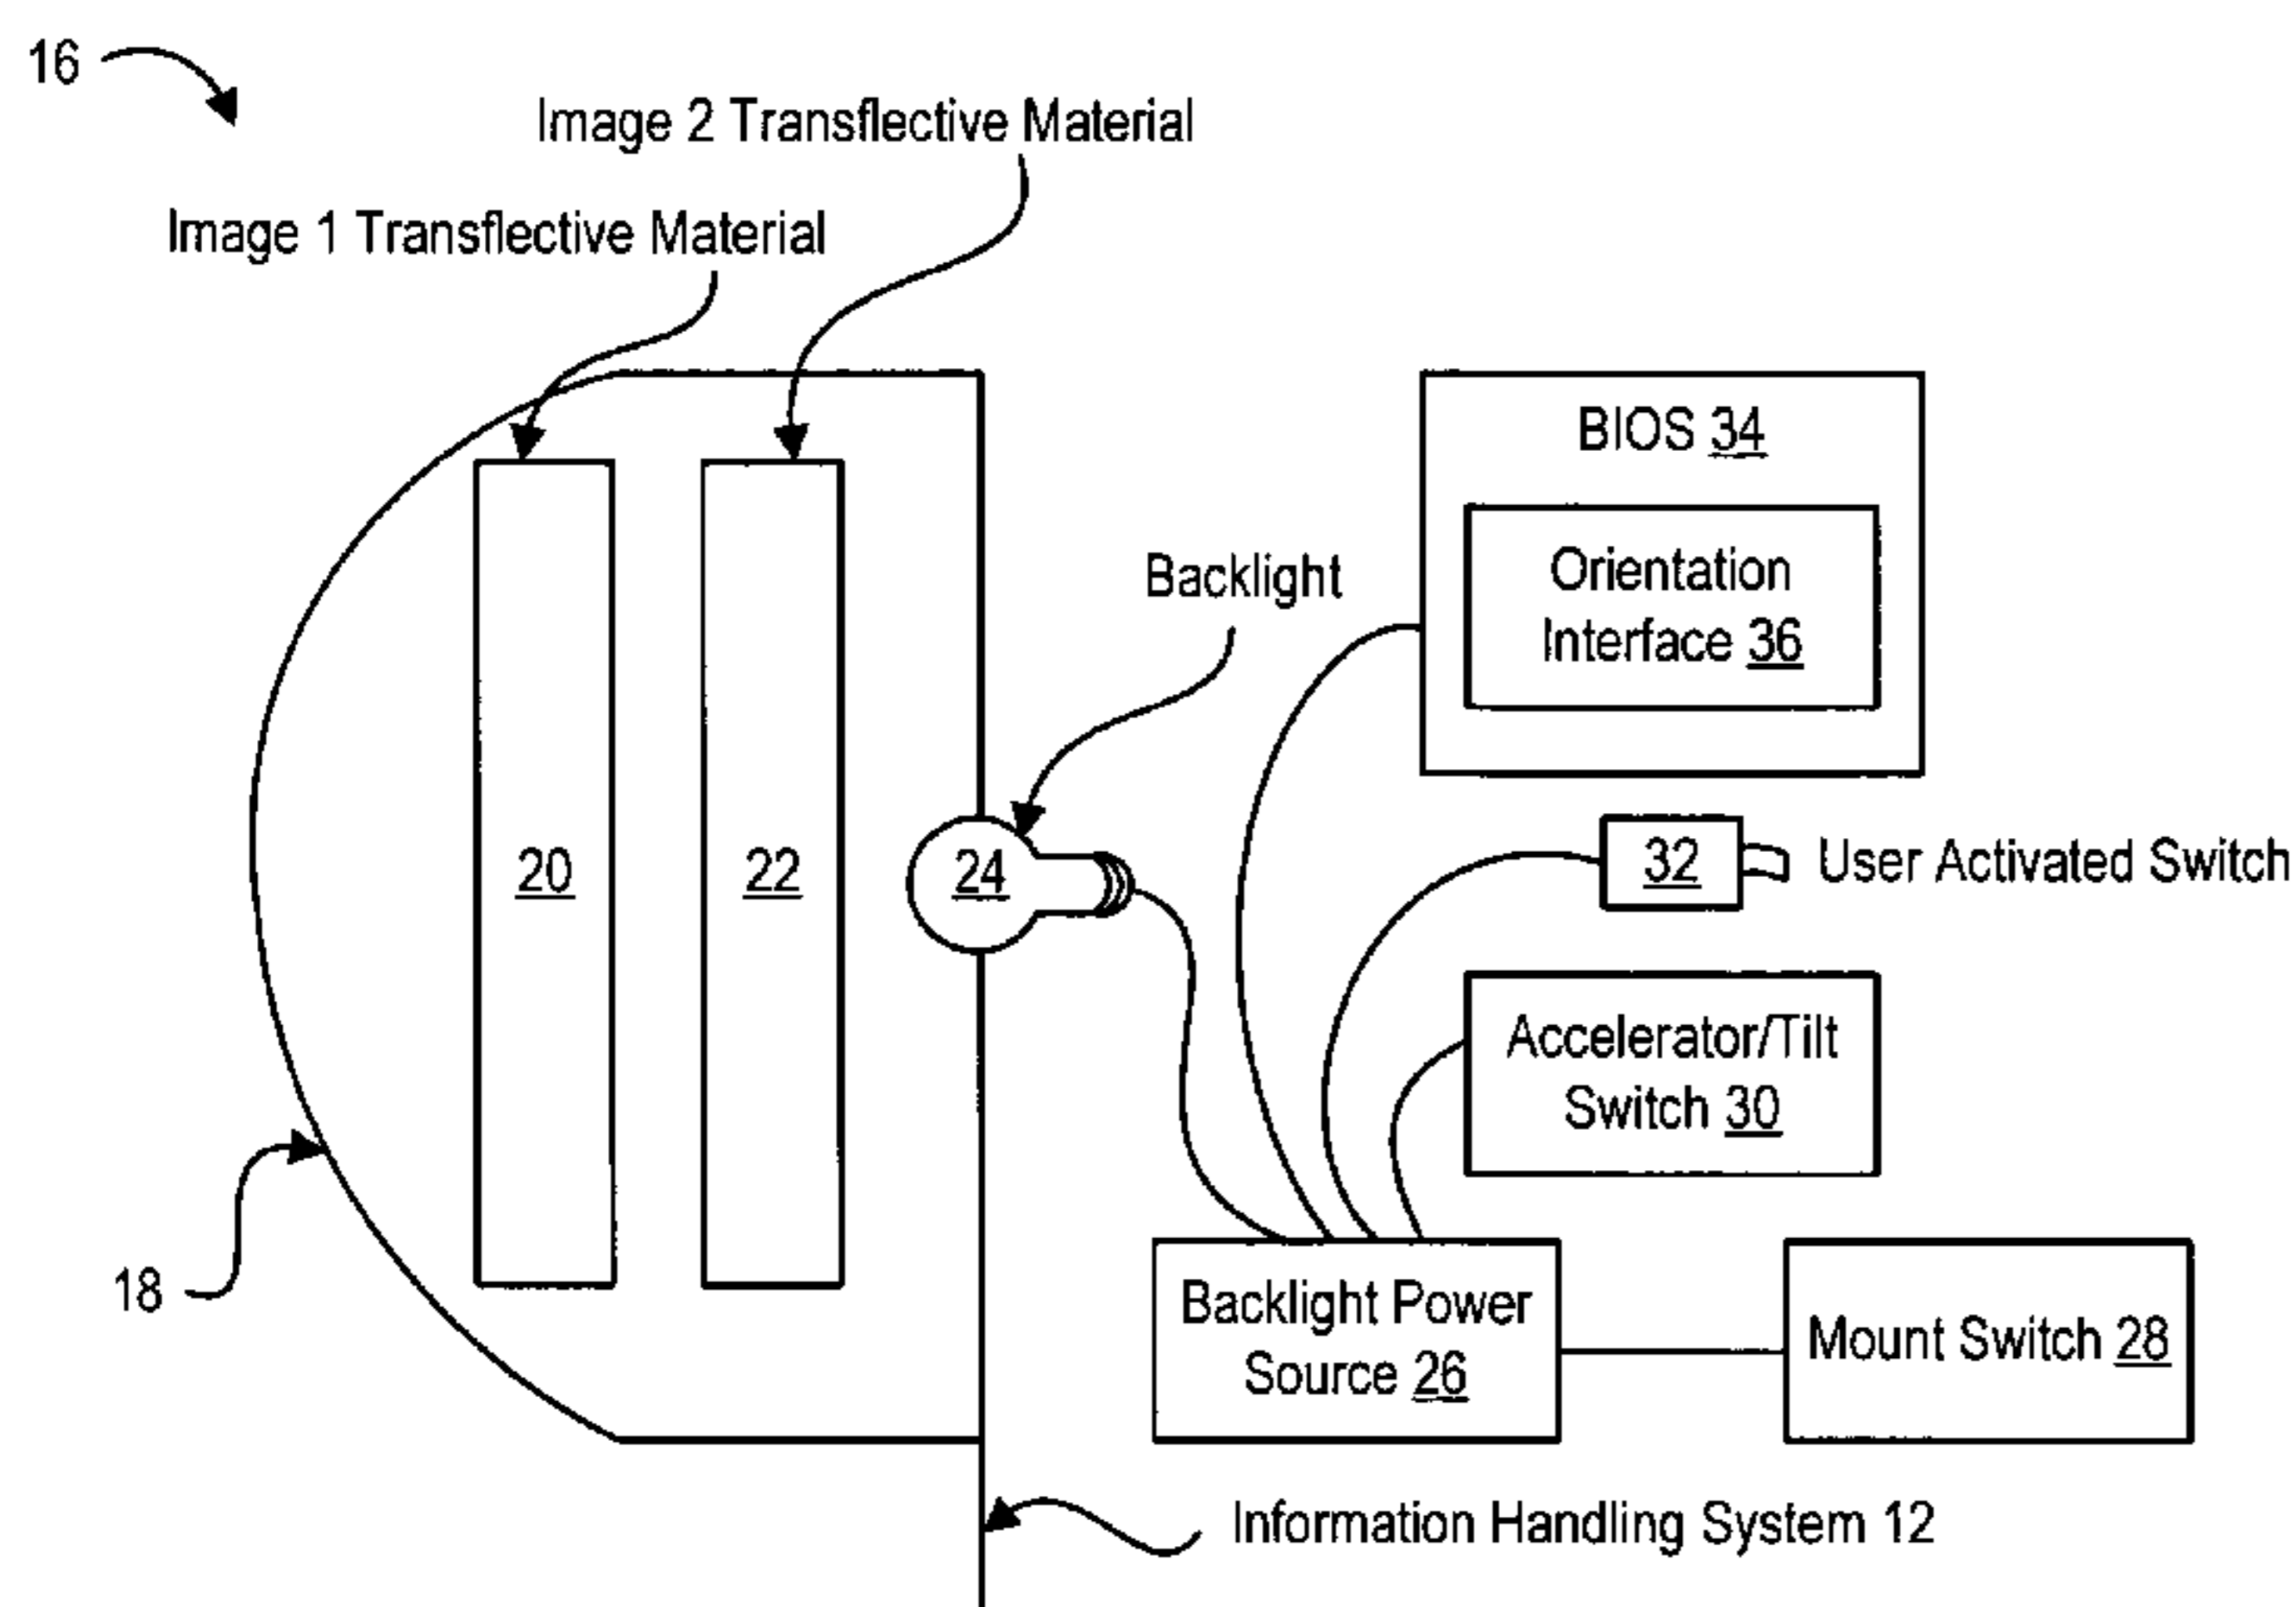 16
Image 2 Transflective Material
Image 1 Transflective Material
BIOS 34
Orientation
Interface 36
Backlight
20
22
24
32
User Activated Switch
Accelerator/Tilt
Switch 30
18
Backlight Power
Source 26
Mount Switch 28
Information Handling System 12